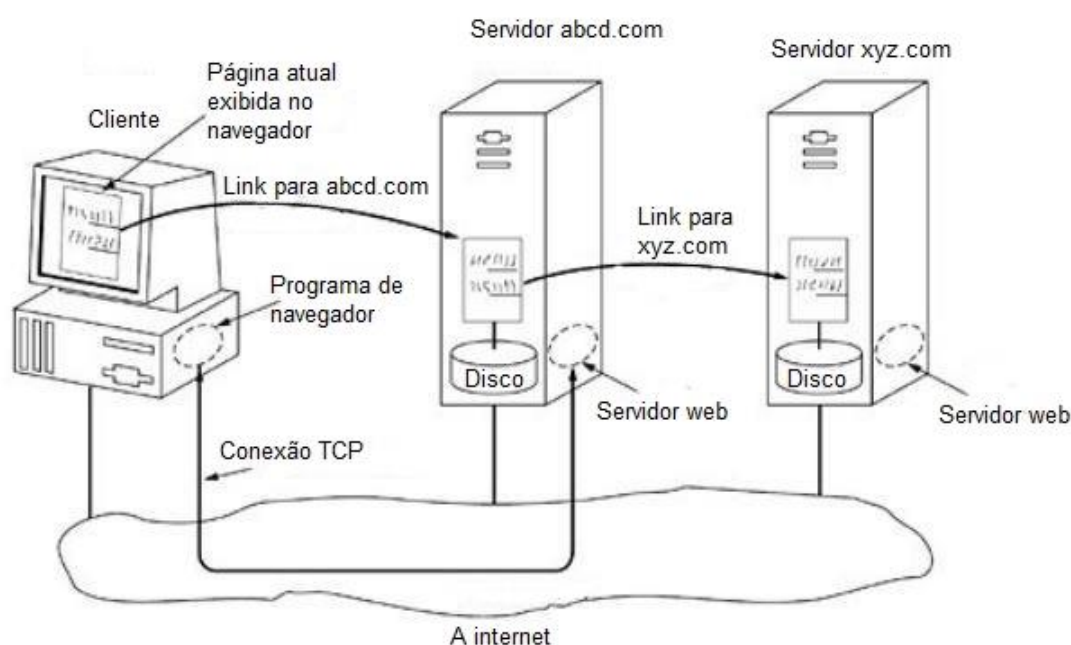 Servidor abcd.com
Servidor xyz.com
Página atual
exibida no
navegador
Cliente
Link para abcd.com
Link para
xyz.com
Programa de
navegador
Disco
Disco
Servidor web
Servidor web
Conexão TCP
A internet